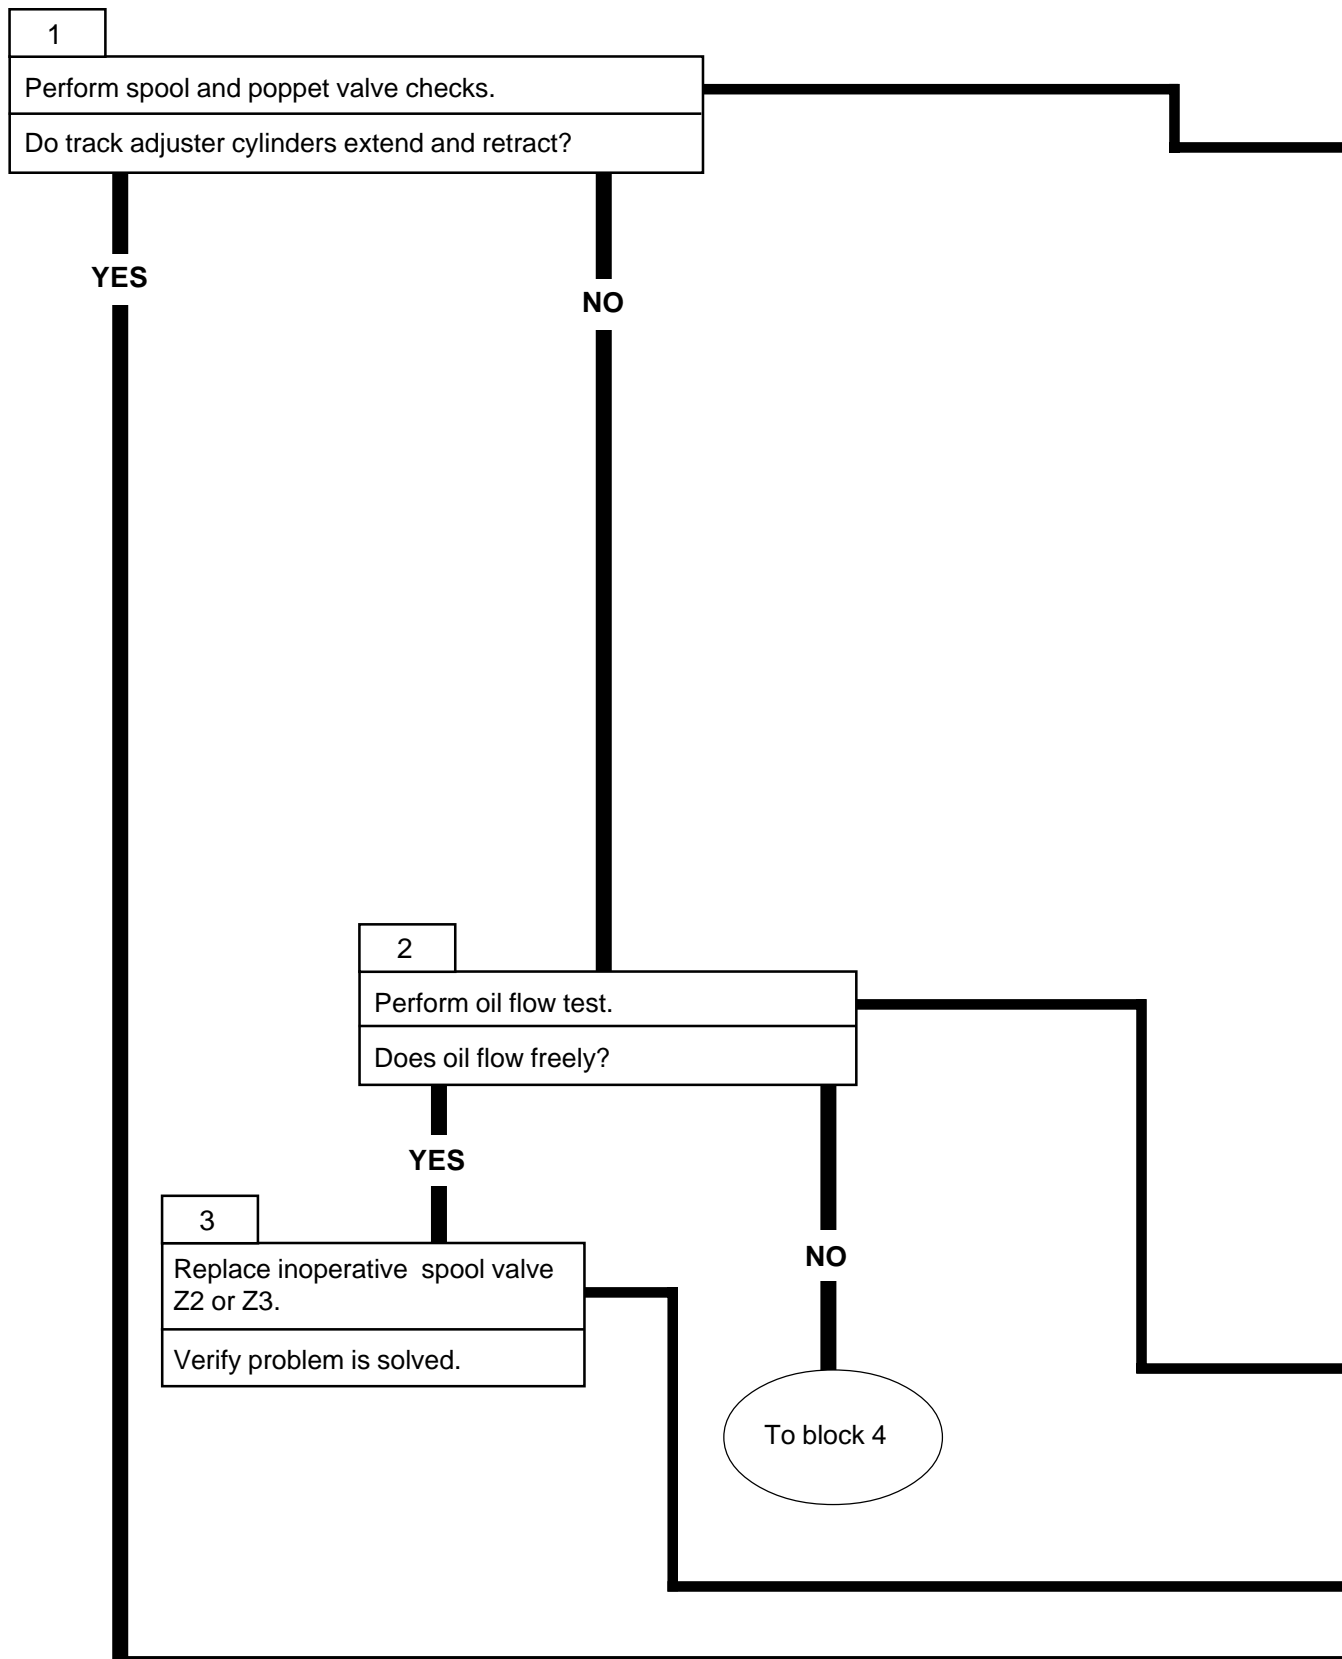 1
Perform spool and poppet valve checks.
Do track adjuster cylinders extend and retract?
YES
NO
2
Perform oil flow test.
Does oil flow freely?
YES
NO
3
Replace inoperative spool valve
Z2 or Z3.
Verify problem is solved.
To block 4